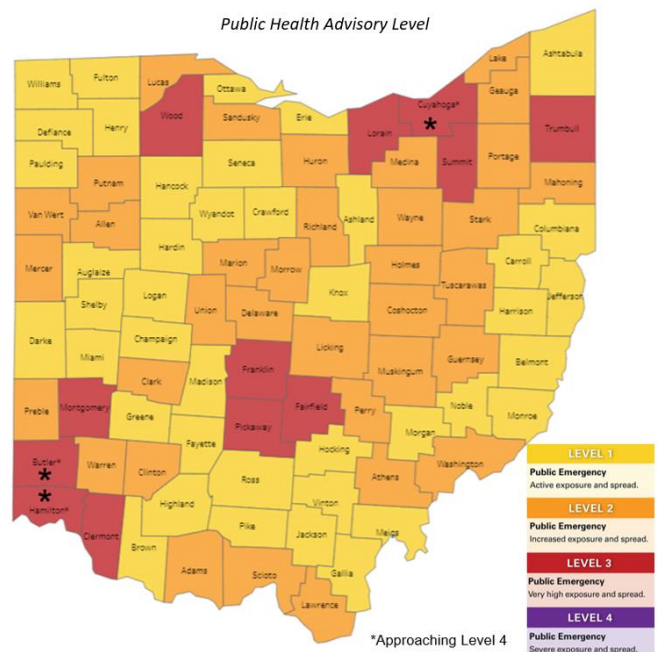 Public Health Advisory Level
Ashtabula
Lake
Williams
Fulton
Lucas
Ottawa
Cuyahoga*
Geauga
Wood
Sandusky
Erie
Lorain
Trumbull
Defiance
Henry
Paulding
Putnam
Hancock
Seneca
Huron
Medina
Summit
Portage
Mahoning
Van Wert
Allen
Wyandot
Crawford
Richland
Ashland
Wayne
Stark
Columbiana
Mercer
Auglaize
Hardin
Marion
Morrow
Holmes
Tuscarawas
Carroll
Jefferson
Shelby
Logan
Union
Delaware
Knox
Coshocton
Harrison
Darke
Miami
Champaign
Clark
Madison
Franklin
Licking
Muskingum
Guernsey
Belmont
Preble
Montgomery
Greene
Fayette
Pickaway
Fairfield
Perry
Morgan
Noble
Monroe
Butler*
Warren
Clinton
Hocking
Athens
Washington
Hamilton*
Clermont
Highland
Ross
Vinton
Brown
Pike
Jackson
Meigs
Adams
Scioto
Gallia
Lawrence
LEVEL 1
Public Emergency
Active exposure and spread.
LEVEL 2
Public Emergency
Increased exposure and spread.
LEVEL 3
Public Emergency
Very high exposure and spread.
LEVEL 4
Public Emergency
Severe exposure and spread.
*Approaching Level 4